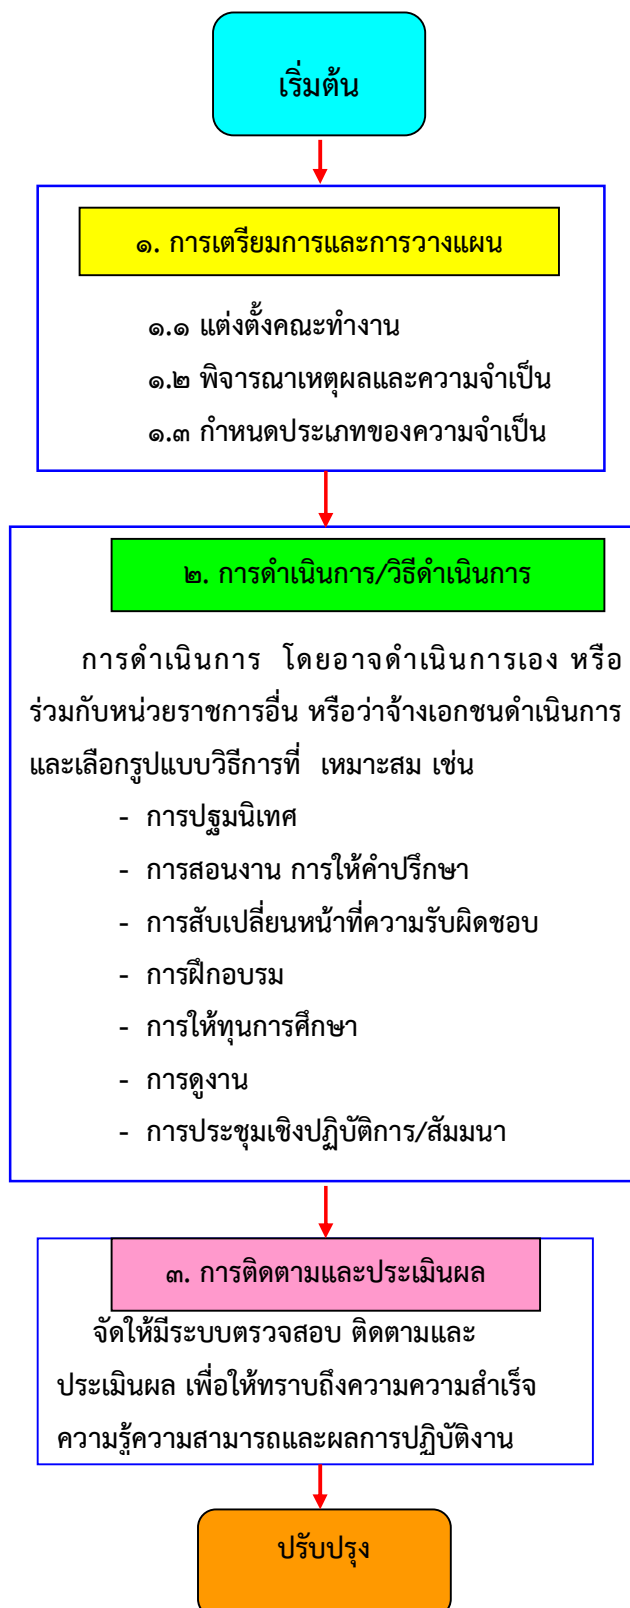 เริ่มต้น
๑. การเตรียมการและการวางแผน
๑.๑ แต่งตั้งคณะทำงาน
๑.๒ พิจารณาเหตุผลและความจำเป็น
๑.๓ กำหนดประเภทของความจำเป็น
๒. การดำเนินการ/วิธีดำเนินการ
การดำเนินการ โดยอาจดำเนินการเอง หรือ
ร่วมกับหน่วยราชการอื่น หรือว่าจ้างเอกชนดำเนินการ
และเลือกรูปแบบวิธีการที่ เหมาะสม เช่น
- การปฐมนิเทศ
- การสอนงาน การให้คำปรึกษา
- การสับเปลี่ยนหน้าที่ความรับผิดชอบ
- การฝึกอบรม
- การให้ทุนการศึกษา
- การดูงาน
- การประชุมเชิงปฏิบัติการ/สัมมนา
๓. การติดตามและประเมินผล
จัดให้มีระบบตรวจสอบ ติดตามและ
ประเมินผล เพื่อให้ทราบถึงความความสำเร็จ
ความรู้ความสามารถและผลการปฏิบัติงาน
ปรับปรุง